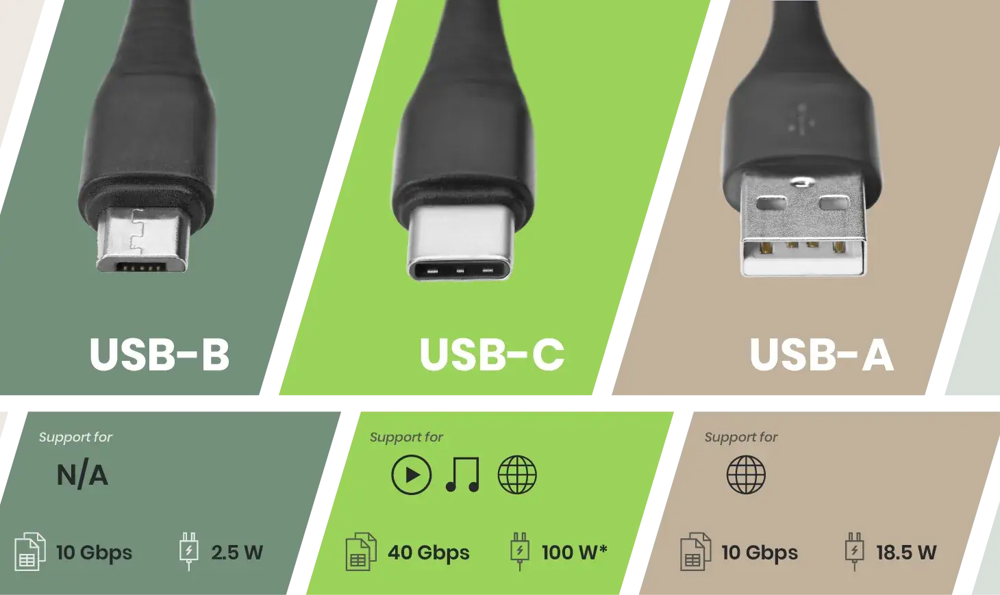 USB-B
USB-C
USB-A
Support for
N/A
10 Gbps
2.5 W
Support for
40 Gbps
100 W*
Support for
10 Gbps
18.5 W